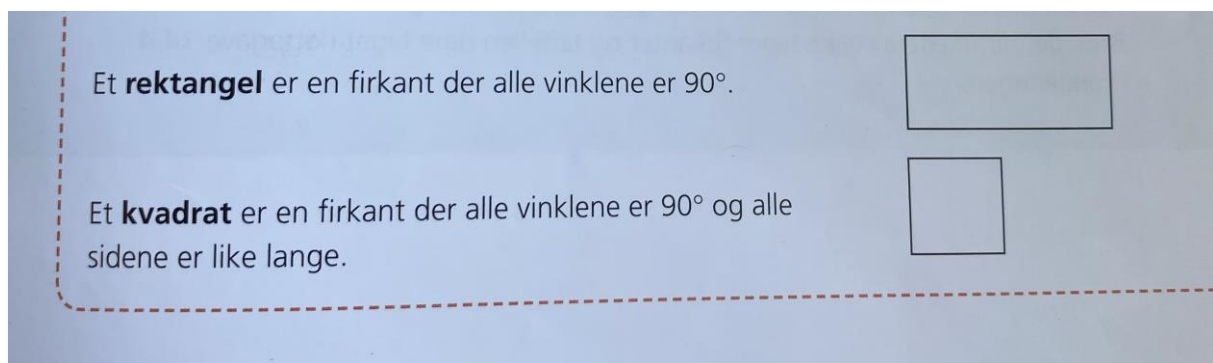 Et rektangel er en firkant der alle vinklene er 90°.
Et kvadrat er en firkant der alle vinklene er 90° og alle
sidene er like lange.